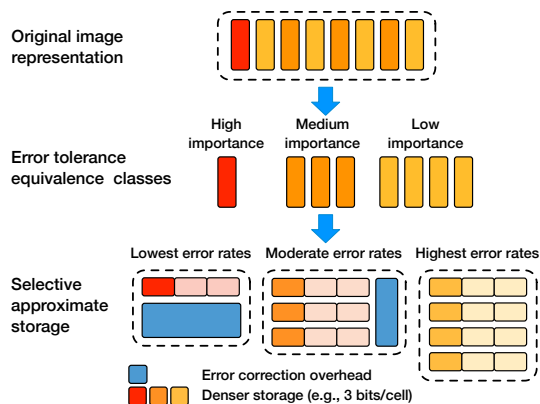 Original image
representation
High
importance
Medium
importance
Low
importance
Error tolerance
equivalence classes
Lowest error rates
Moderate error rates
Highest error rates
Selective
approximate
storage
Error correction overhead
Denser storage (e.g., 3 bits/cell)